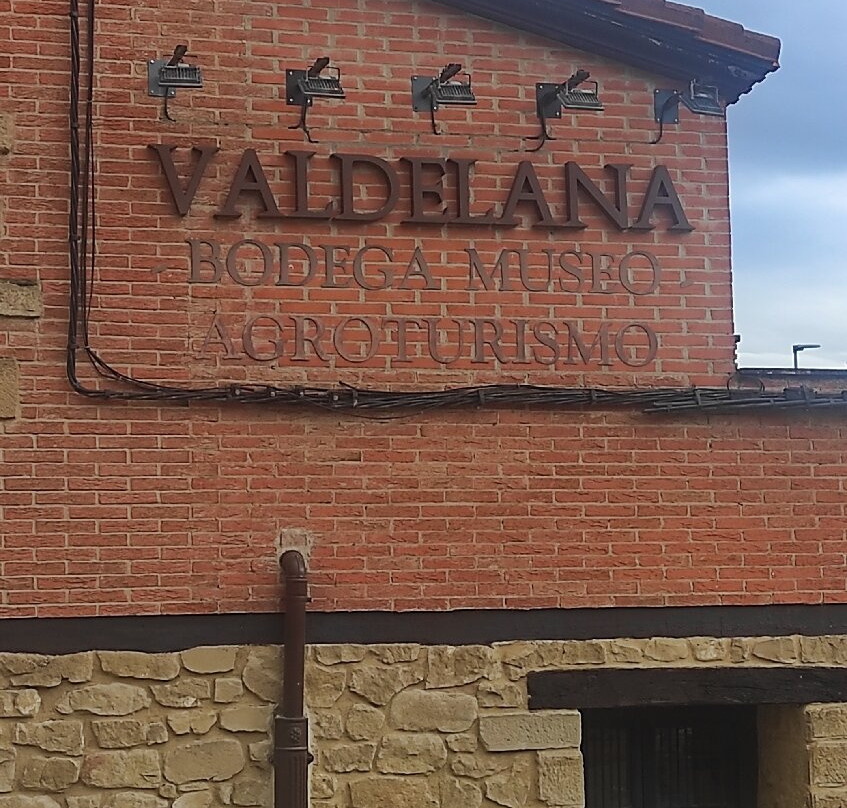 VALDELANA
- BODEGA MUSEO -
AGROTURISMO